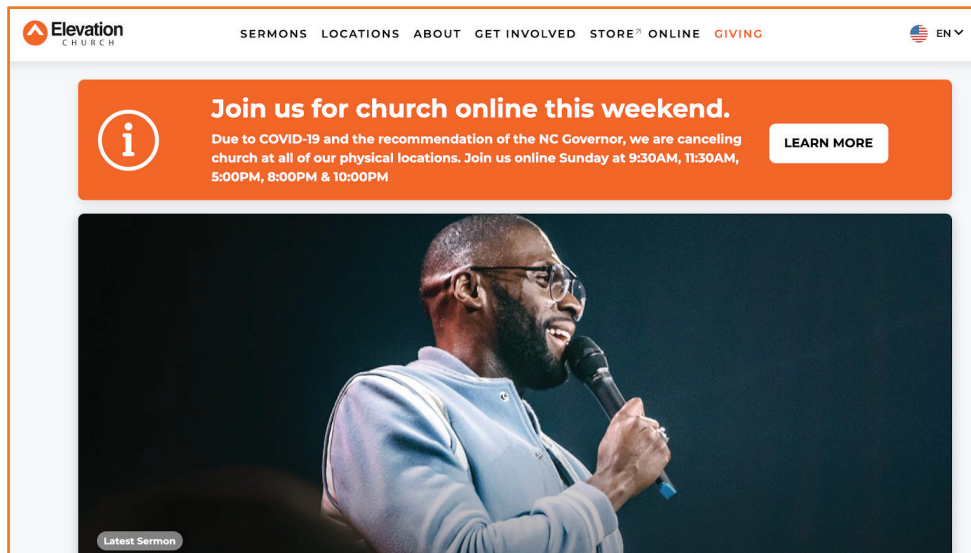 Elevation
CHURCH
SERMONS LOCATIONS ABOUT GET INVOLVED STORE↗ ONLINE GIVING
EN
Join us for church online this weekend.
Due to COVID-19 and the recommendation of the NC Governor, we are canceling
church at all of our physical locations. Join us online Sunday at 9:30AM, 11:30AM,
5:00PM, 8:00PM & 10:00PM
LEARN MORE
Latest Sermon